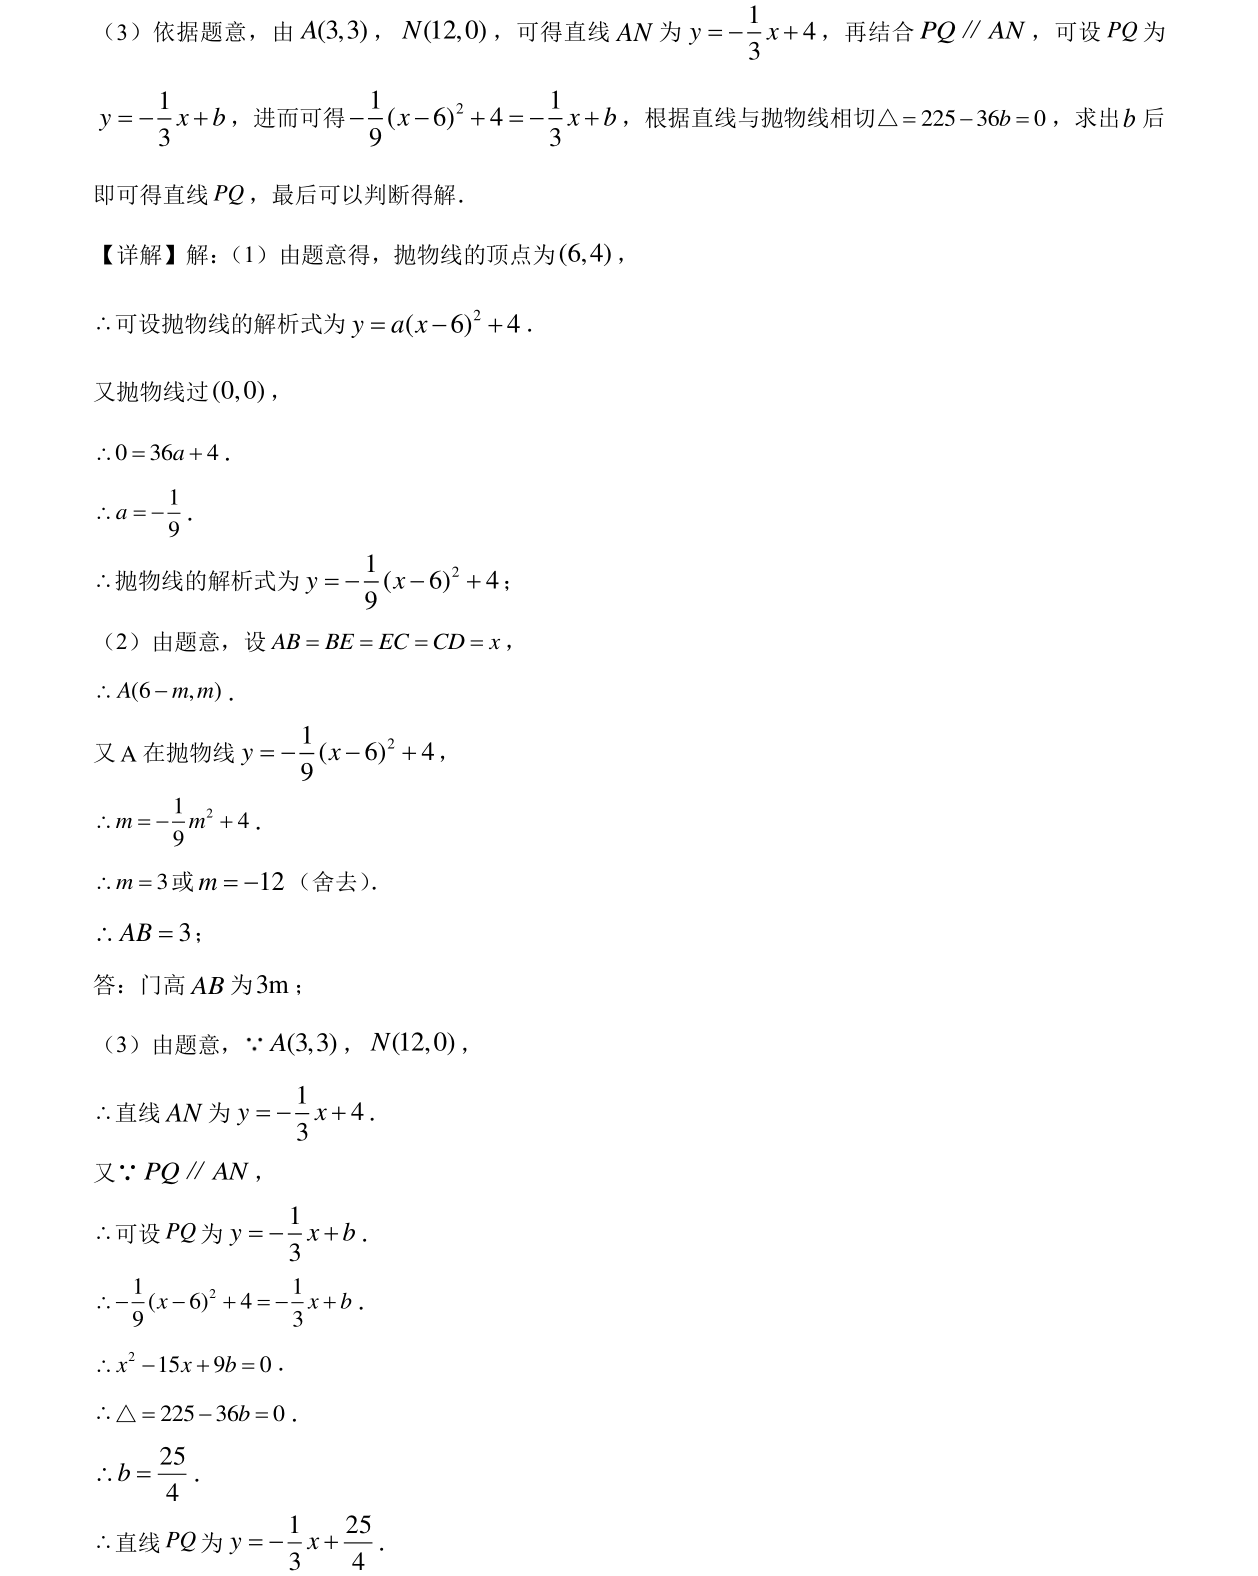 （3）依据题意，由 A(3,3)，N(12,0)，可得直线 AN 为 y = −1/3 x + 4，再结合 PQ // AN，可设 PQ 为
y = −1/3 x + b，进而可得 −1/9 (x − 6)² + 4 = −1/3 x + b，根据直线与抛物线相切△ = 225 − 36b = 0，求出 b 后
即可得直线 PQ，最后可以判断得解．
【详解】解：（1）由题意得，抛物线的顶点为(6,4)，
∴可设抛物线的解析式为 y = a(x − 6)² + 4．
又抛物线过(0,0)，
∴0 = 36a + 4．
∴a = −1/9．
∴抛物线的解析式为 y = −1/9 (x − 6)² + 4；
（2）由题意，设 AB = BE = EC = CD = x，
∴A(6 − m, m)．
又 A 在抛物线 y = −1/9 (x − 6)² + 4，
∴m = −1/9 m² + 4．
∴m = 3或 m = −12（舍去）．
∴AB = 3；
答：门高 AB 为3m；
（3）由题意，∵A(3,3)，N(12,0)，
∴直线 AN 为 y = −1/3 x + 4．
又∵PQ // AN，
∴可设 PQ 为 y = −1/3 x + b．
∴−1/9 (x − 6)² + 4 = −1/3 x + b．
∴x² − 15x + 9b = 0．
∴△ = 225 − 36b = 0．
∴b = 25/4．
∴直线 PQ 为 y = −1/3 x + 25/4．